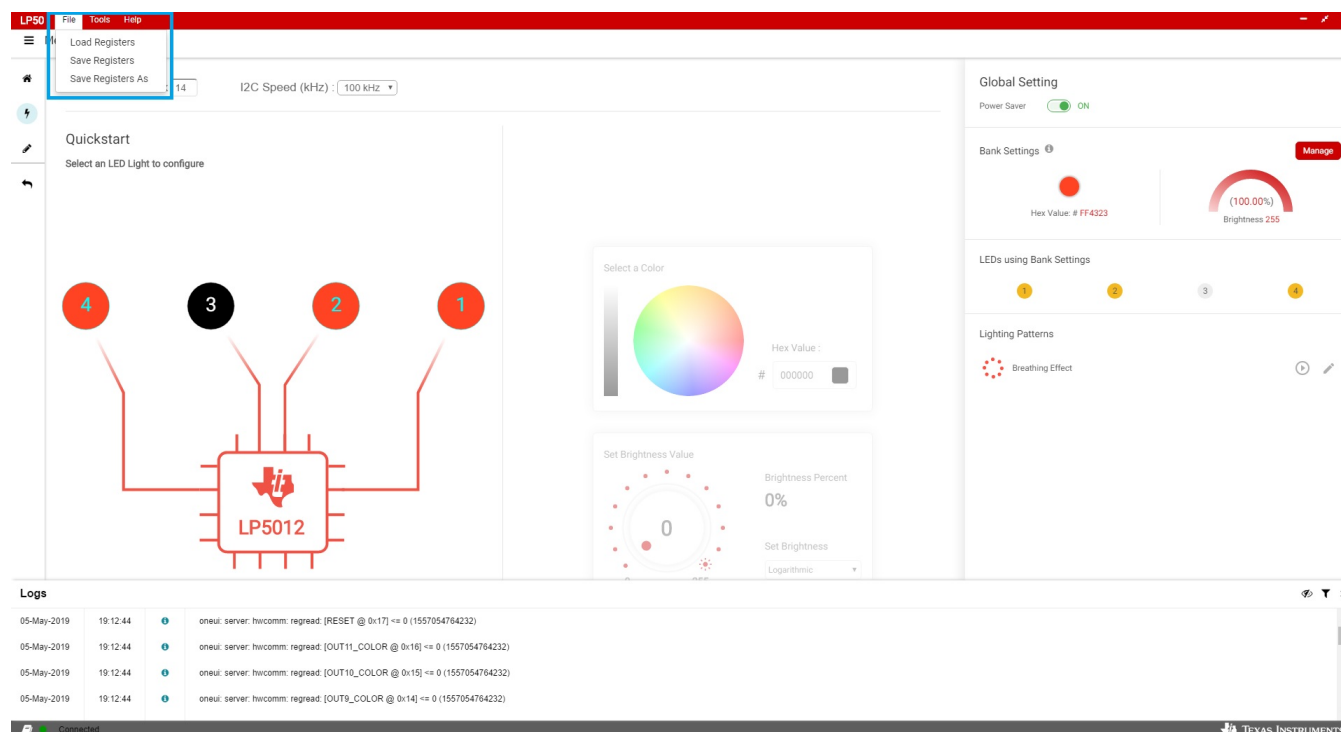 LP50 File Tools Help
Load Registers
Save Registers
Save Registers As
14 I2C Speed (kHz) : 100 kHz
Quickstart
Select an LED Light to configure
4 3 2 1
LP5012
Select a Color
Hex Value :
# 000000
Set Brightness Value
Brightness Percent
0%
0
Set Brightness
Logarithmic
0 255
Global Setting
Power Saver ON
Bank Settings Manage
(100.00%)
Hex Value: # FF4323 Brightness 255
LEDs using Bank Settings
1 2 3 4
Lighting Patterns
Breathing Effect
Logs
05-May-2019 19:12:44 oneui: server: hwcomm: regread: [RESET @ 0x17] <= 0 (1557054764232)
05-May-2019 19:12:44 oneui: server: hwcomm: regread: [OUT11_COLOR @ 0x16] <= 0 (1557054764232)
05-May-2019 19:12:44 oneui: server: hwcomm: regread: [OUT10_COLOR @ 0x15] <= 0 (1557054764232)
05-May-2019 19:12:44 oneui: server: hwcomm: regread: [OUT9_COLOR @ 0x14] <= 0 (1557054764232)
Connected TEXAS INSTRUMENTS